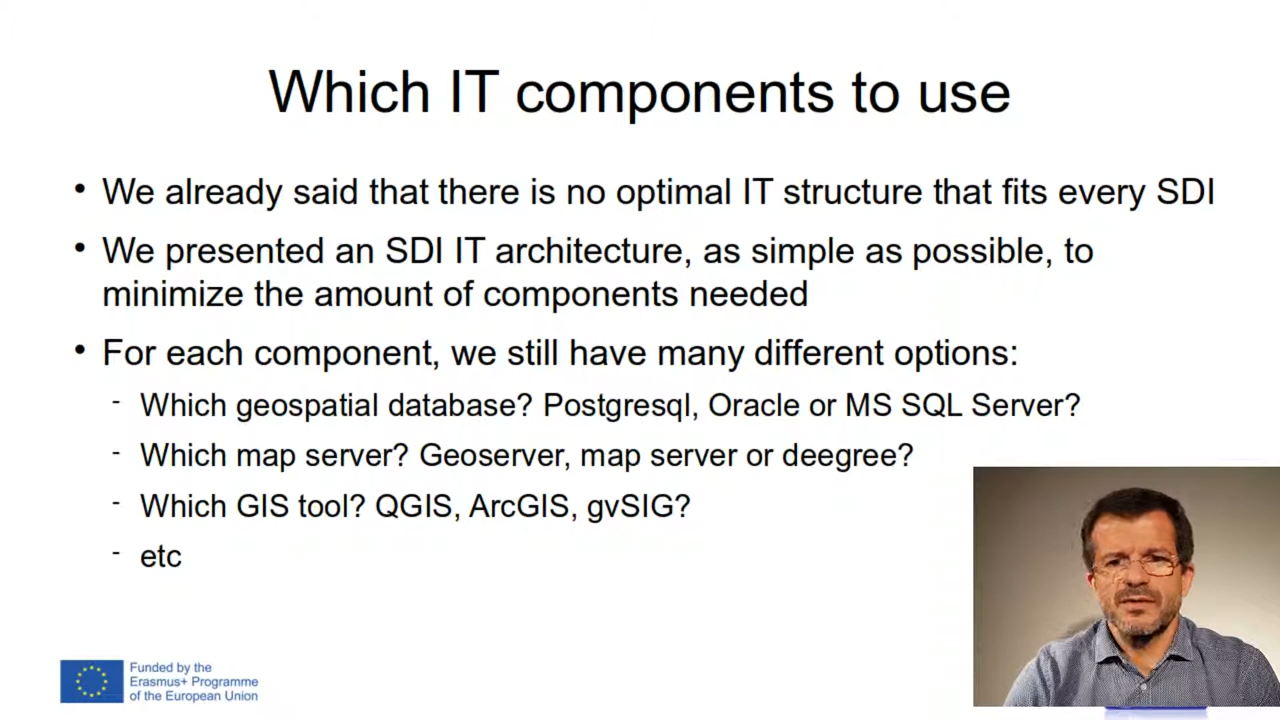 Which IT components to use
• We already said that there is no optimal IT structure that fits every SDI
• We presented an SDI IT architecture, as simple as possible, to
minimize the amount of components needed
• For each component, we still have many different options:
- Which geospatial database? Postgresql, Oracle or MS SQL Server?
- Which map server? Geoserver, map server or deegree?
- Which GIS tool? QGIS, ArcGIS, gvSIG?
- etc
Funded by the
Erasmus+ Programme
of the European Union